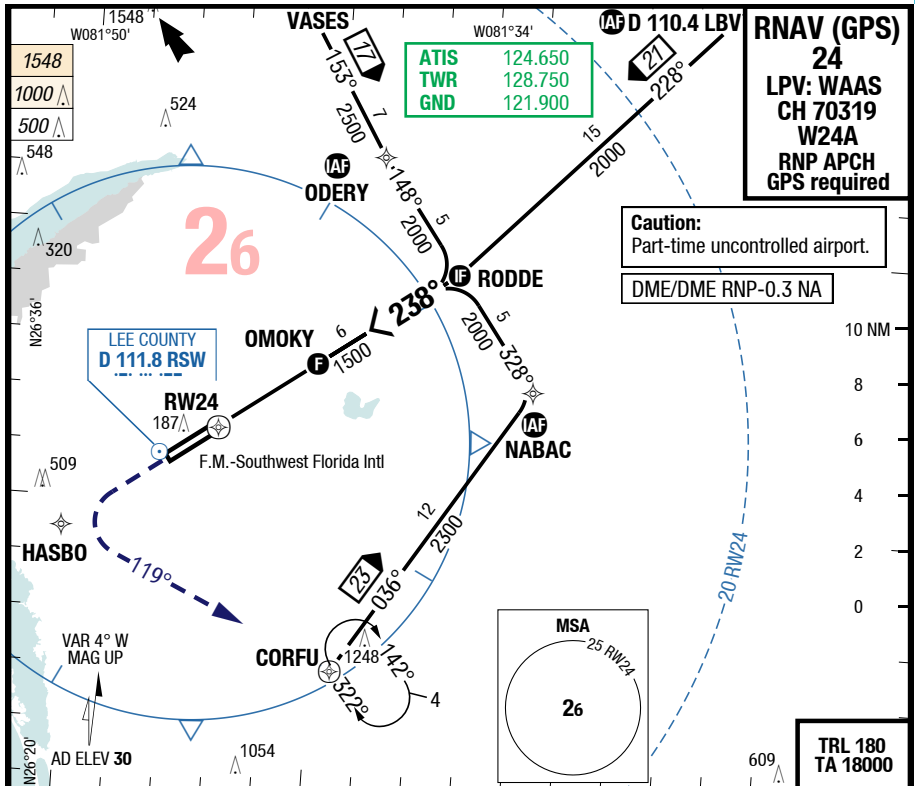 1548
W081°50'
VASES
W081°34'
IAF D 110.4 LBV
RNAV (GPS)
24
LPV: WAAS
CH 70319
W24A
RNP APCH
GPS required
1548
1000
500
17
153°
7
2500
ATIS 124.650
TWR 128.750
GND 121.900
21
228°
15
2000
524
548
IAF
ODERY
148°
5
2000
26
320
Caution:
Part-time uncontrolled airport.
DME/DME RNP-0.3 NA
IF RODDE
238°
N26°36'
LEE COUNTY
D 111.8 RSW
OMOKY
F
6
1500
5
2000
328°
10 NM
8
6
4
2
0
RW24
187
F.M.-Southwest Florida Intl
IAF
NABAC
509
HASBO
119°
12
2300
23
036°
20 RW24
VAR 4° W
MAG UP
CORFU
1248
142°
322°
4
MSA
25 RW24
26
AD ELEV 30
N26°20'
1054
609
TRL 180
TA 18000